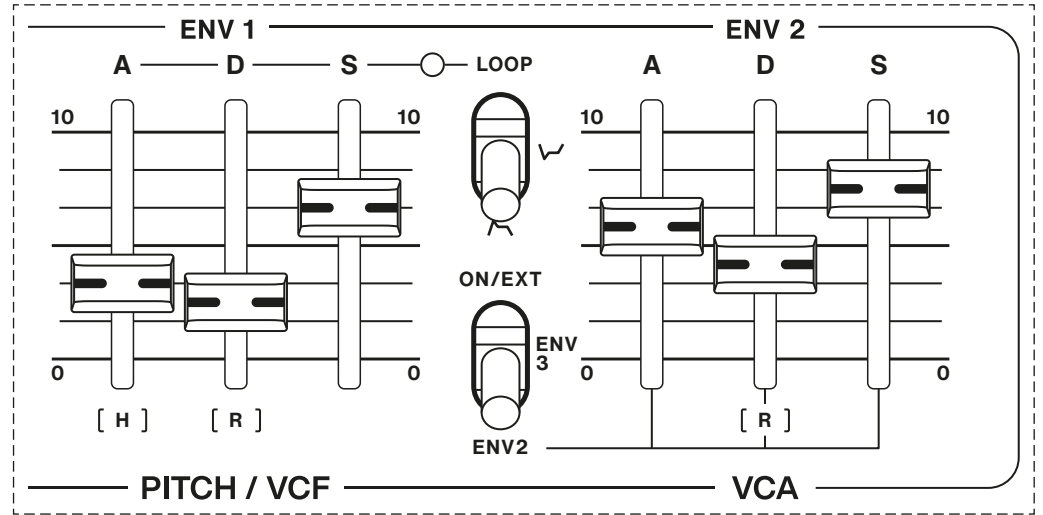 ENV 1
ENV 2
A D S LOOP
A D S
10 10
10 10
ON/EXT
ENV
3
0 0
0 0
[ H ] [ R ]
[ R ]
ENV2
PITCH / VCF
VCA